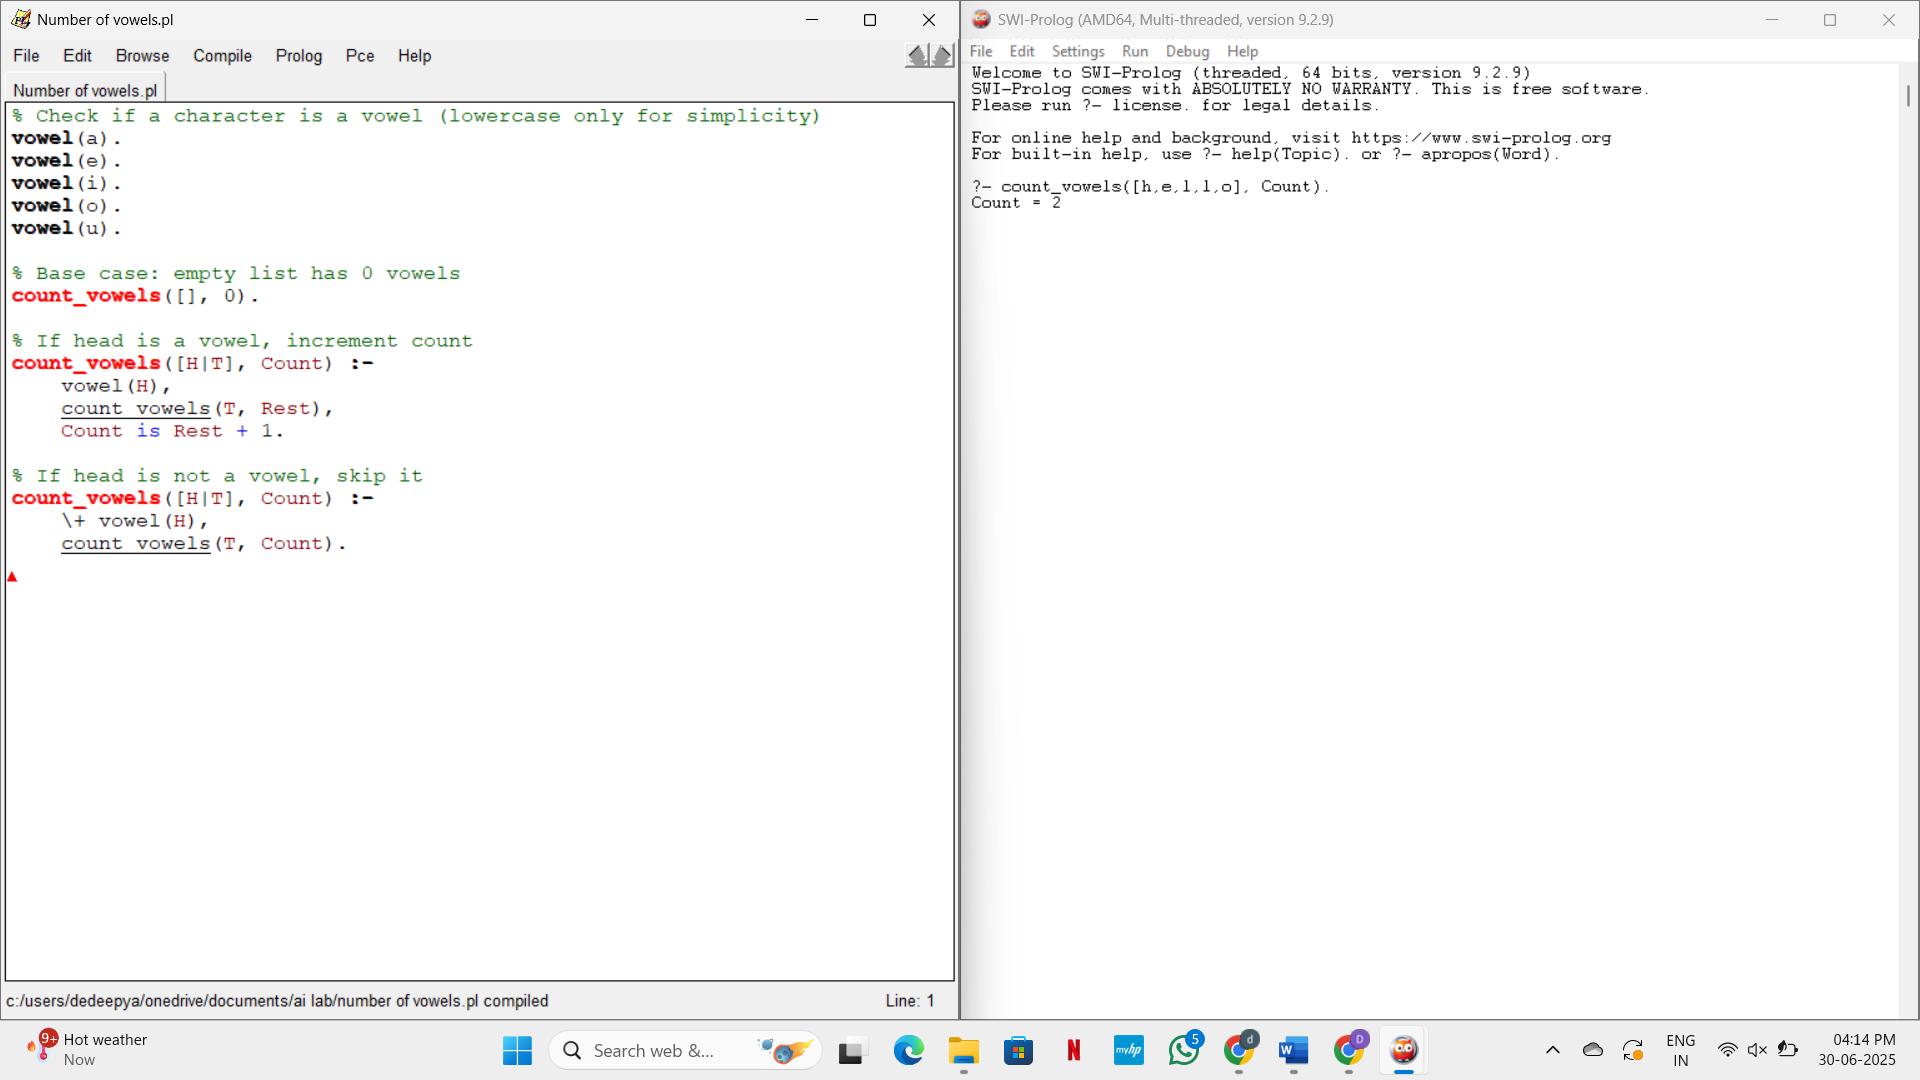 Number of vowels.pl
File Edit Browse Compile Prolog Pce Help
Number of vowels.pl
% Check if a character is a vowel (lowercase only for simplicity)
vowel(a).
vowel(e).
vowel(i).
vowel(o).
vowel(u).
% Base case: empty list has 0 vowels
count_vowels([], 0).
% If head is a vowel, increment count
count_vowels([H|T], Count) :-
    vowel(H),
    count_vowels(T, Rest),
    Count is Rest + 1.
% If head is not a vowel, skip it
count_vowels([H|T], Count) :-
    \+ vowel(H),
    count_vowels(T, Count).
c:/users/dedeepya/onedrive/documents/ai lab/number of vowels.pl compiled
Line: 1
SWI-Prolog (AMD64, Multi-threaded, version 9.2.9)
File Edit Settings Run Debug Help
Welcome to SWI-Prolog (threaded, 64 bits, version 9.2.9)
SWI-Prolog comes with ABSOLUTELY NO WARRANTY. This is free software.
Please run ?- license. for legal details.
For online help and background, visit https://www.swi-prolog.org
For built-in help, use ?- help(Topic). or ?- apropos(Word).
?- count_vowels([h,e,l,l,o], Count).
Count = 2
9+
Hot weather
Now
Search web &...
N
myhp
5
d
W
D
ENG
IN
04:14 PM
30-06-2025